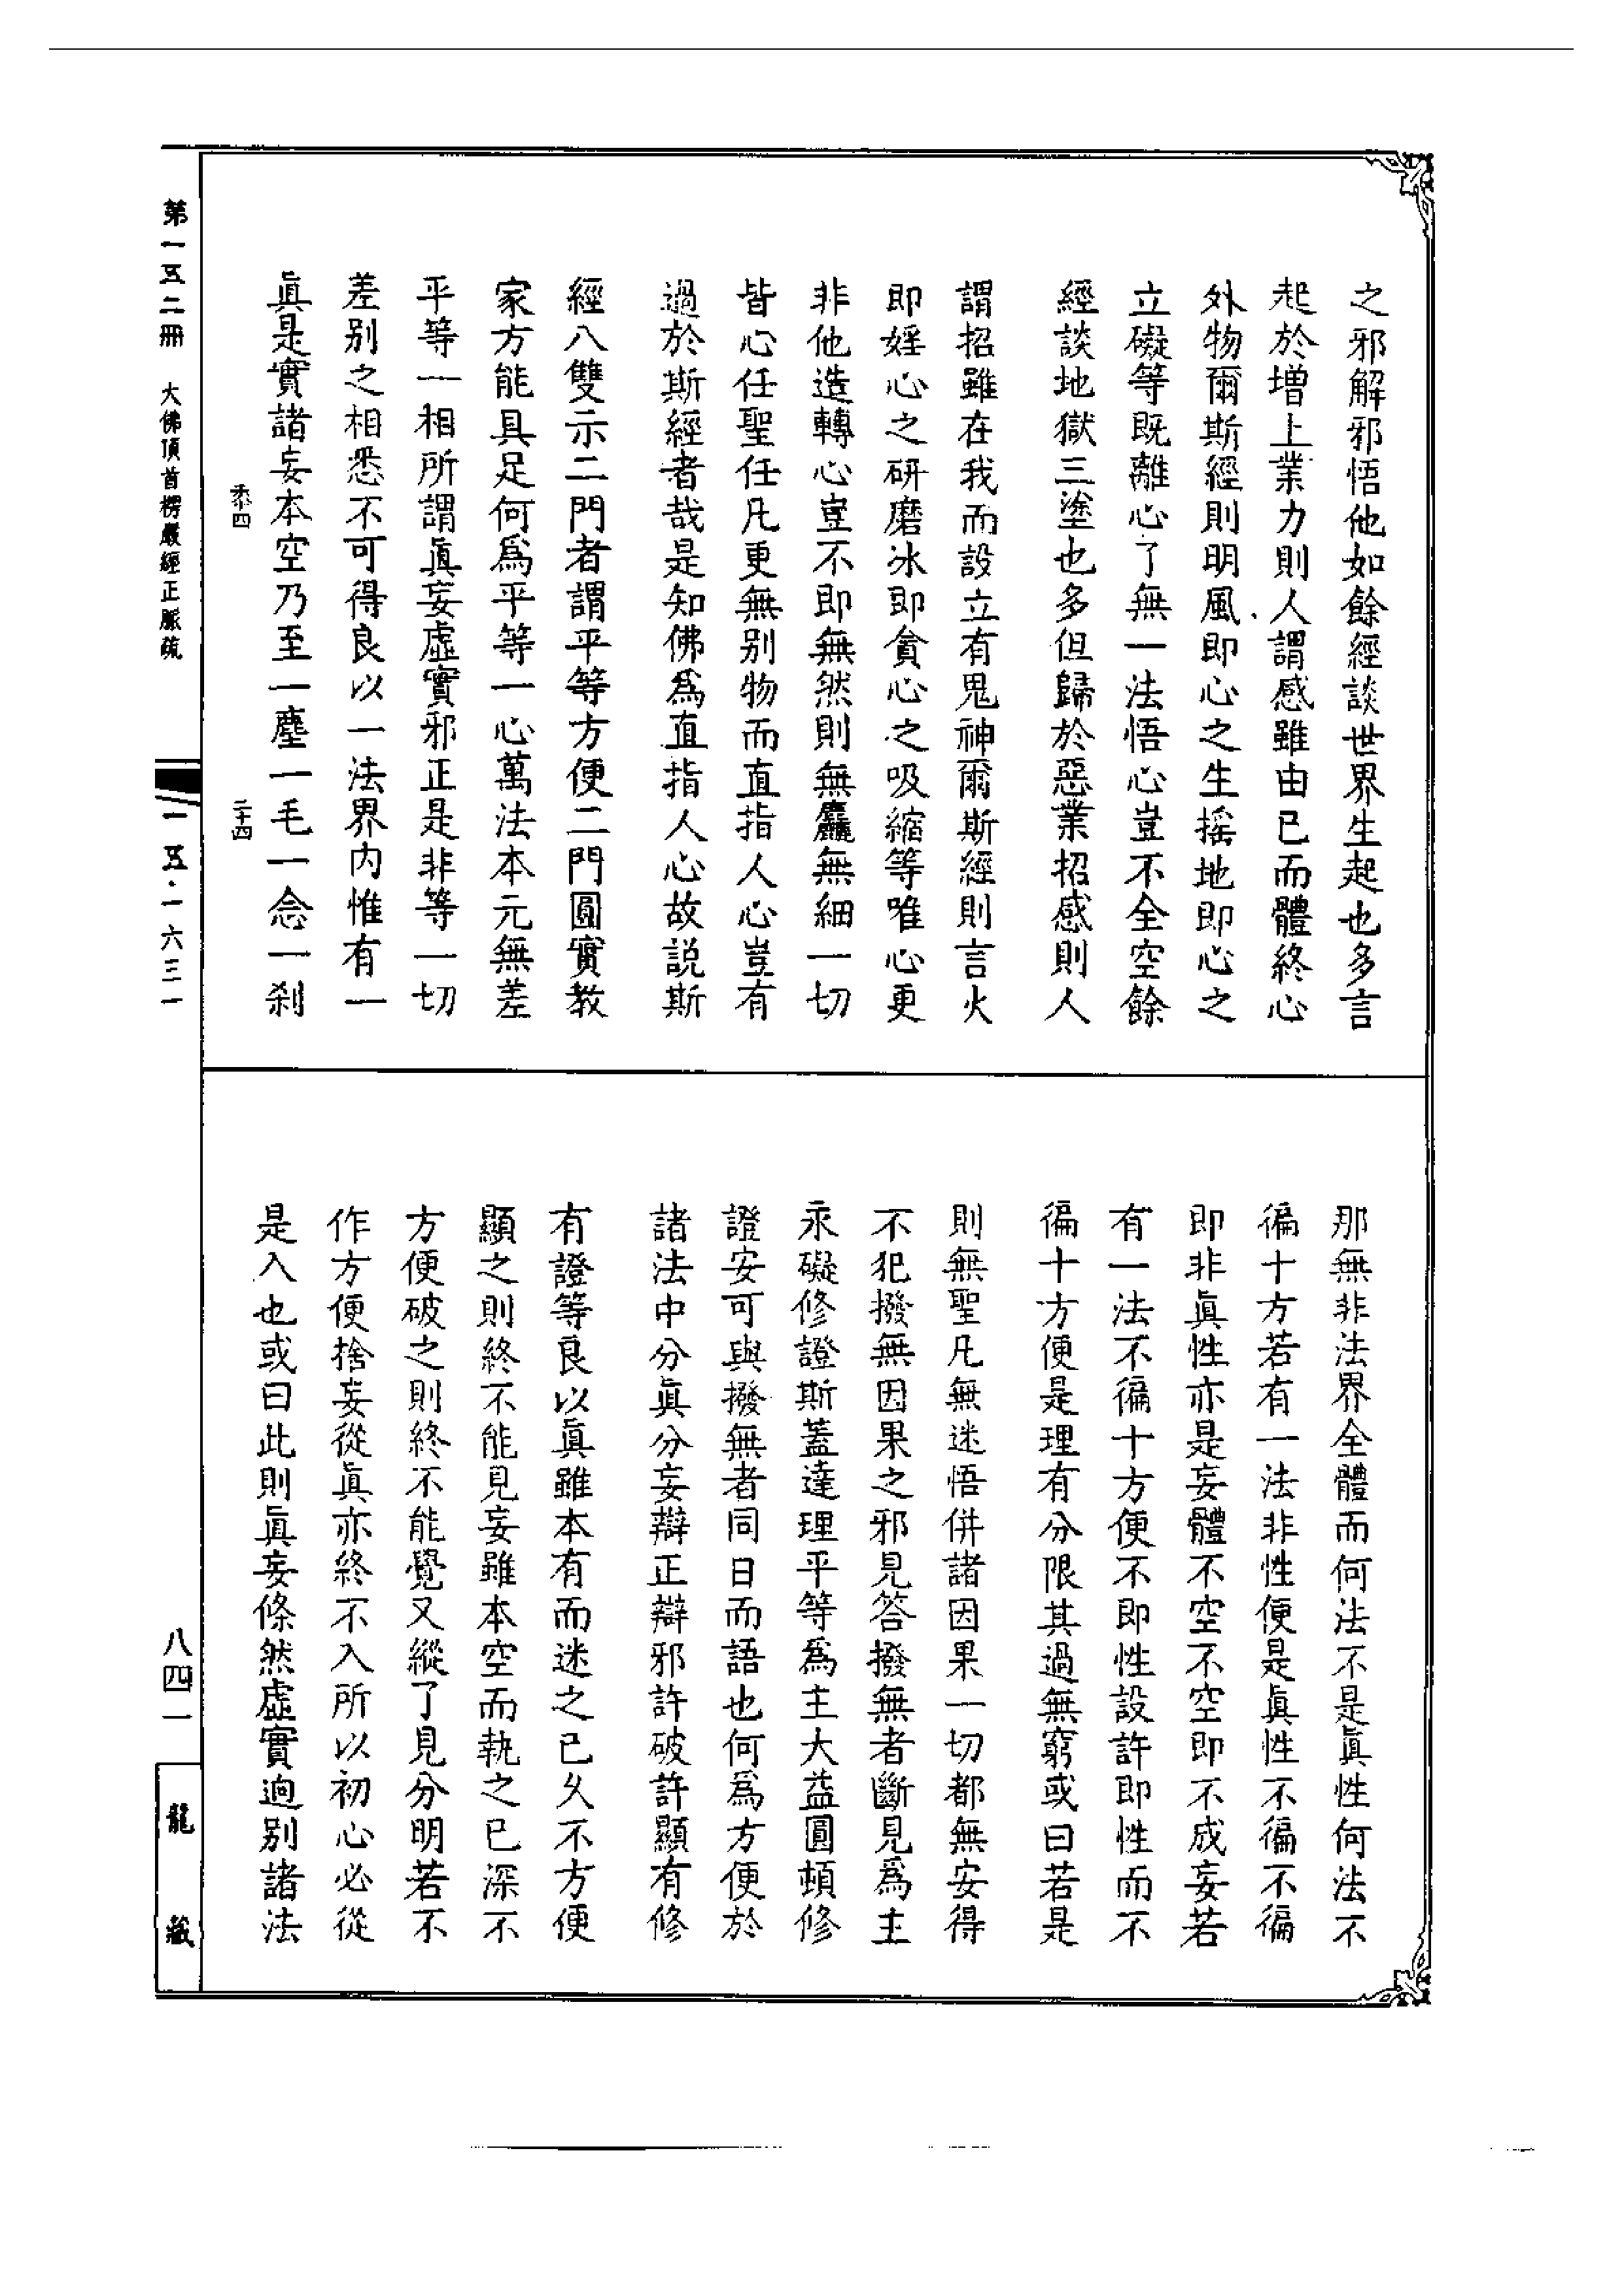 之邪解邪悟他如餘經談世界生起也多言
起於增上業力則人謂感雖由已而體終心
外物爾斯經則明風即心之生摇地即心之
立礙等既離心了無一法悟心豈不全空餘
經談地獄三塗也多但歸於惡業招感則人
謂招雖在我而設立有鬼神爾斯經則言火
即婬心之研磨冰即貪心之吸縮等唯心更
非他造轉心豈不即無然則無麤無細一切
皆心任聖任凡更無别物而直指人心豈有
過於斯經者哉是知佛爲直指人心故説斯
經八雙示二門者謂平等方便二門圓實教
家方能具足何爲平等一心萬法本元無差
平等一相所謂眞妄虛實邪正是非等一切
差别之相悉不可得良以一法界内惟有一
眞是實諸妄本空乃至一塵一毛一念一刹
黍四
三十四
那無非法界全體而何法不是眞性何法不
徧十方若有一法非性便是眞性不徧不徧
即非眞性亦是妄體不空不空即不成妄若
有一法不徧十方便不即性設許即性而不
徧十方便是理有分限其過無窮或曰若是
則無聖凡無迷悟併諸因果一切都無安得
不犯撥無因果之邪見答撥無者斷見爲主
永礙修證斯蓋達理平等爲主大益圓頓修
證安可與撥無者同日而語也何爲方便於
諸法中分眞分妄辯正辯邪許破許顯有修
有證等良以眞雖本有而迷之已久不方便
顯之則終不能見妄雖本空而執之已深不
方便破之則終不能覺又縱了見分明若不
作方便捨妄從眞亦終不入所以初心必從
是入也或曰此則眞妄條然虛實逈别諸法
第一五二册 大佛頂首楞嚴經正脈疏
一五·一六三一
八四一
龍藏